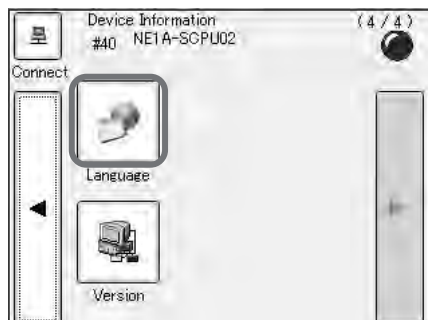 Device Information
(4/4)
#40 NE1A-SCPU02
Connect
Language
Version